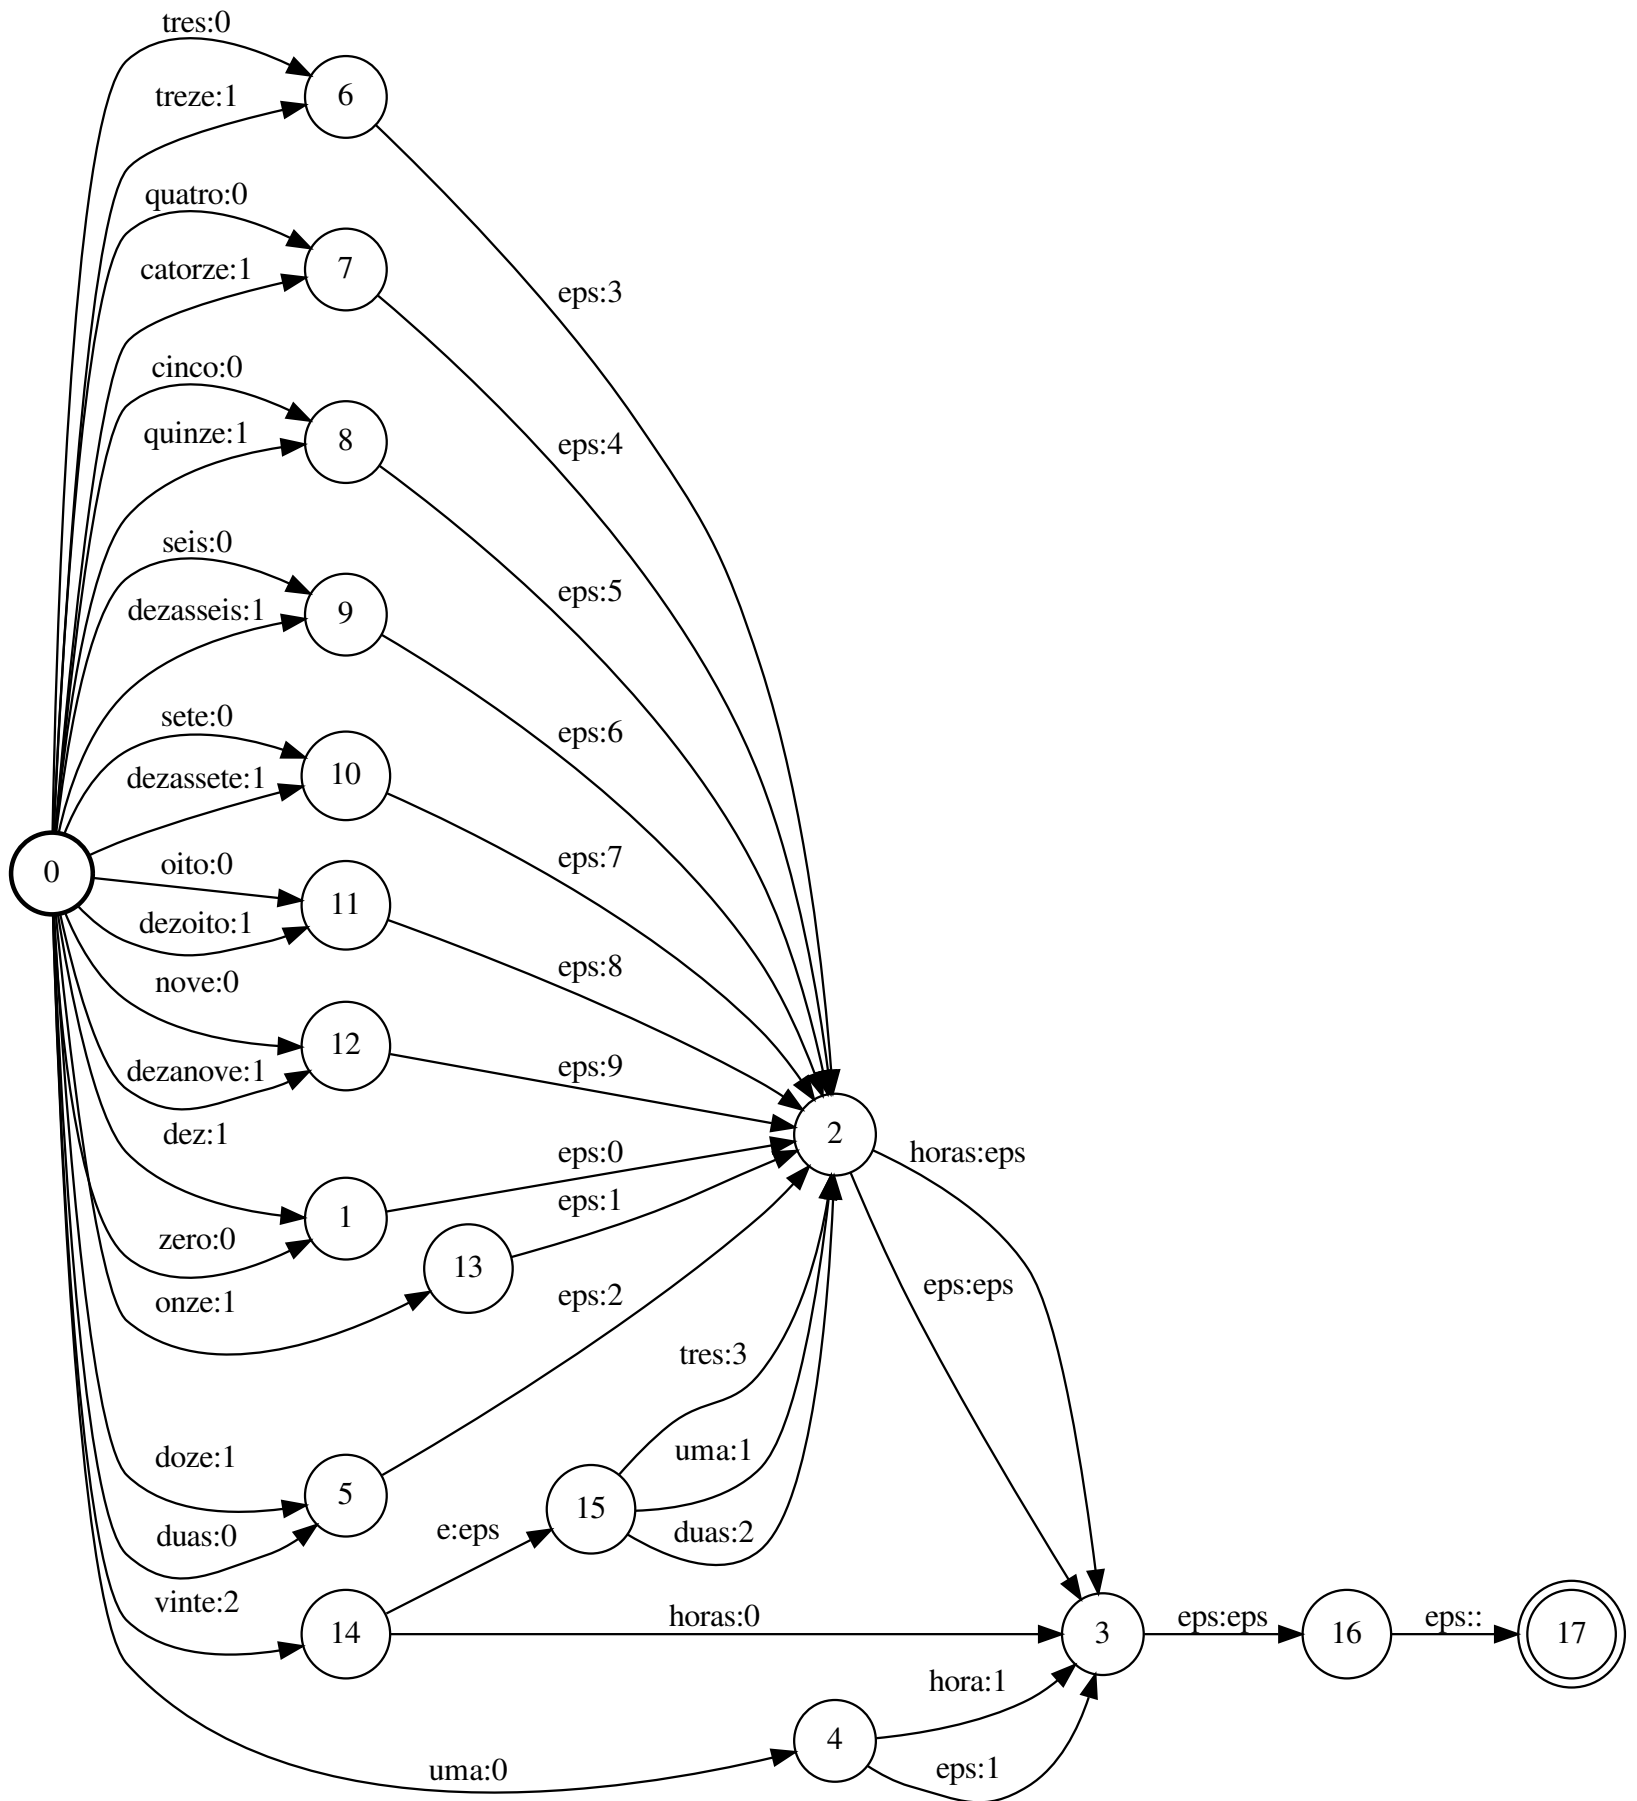 tres:0
6
treze:1
quatro:0
7
catorze:1
eps:3
cinco:0
quinze:1
8
eps:4
seis:0
eps:5
dezasseis:1
9
sete:0
eps:6
dezassete:1
10
oito:0
eps:7
0
dezoito:1
11
nove:0
eps:8
12
dezanove:1
eps:9
dez:1
2
eps:0
horas:eps
1
eps:1
zero:0
13
onze:1
eps:2
eps:eps
tres:3
doze:1
uma:1
5
15
duas:0
e:eps
duas:2
vinte:2
14
horas:0
3
eps:eps
16
eps::
17
hora:1
4
uma:0
eps:1